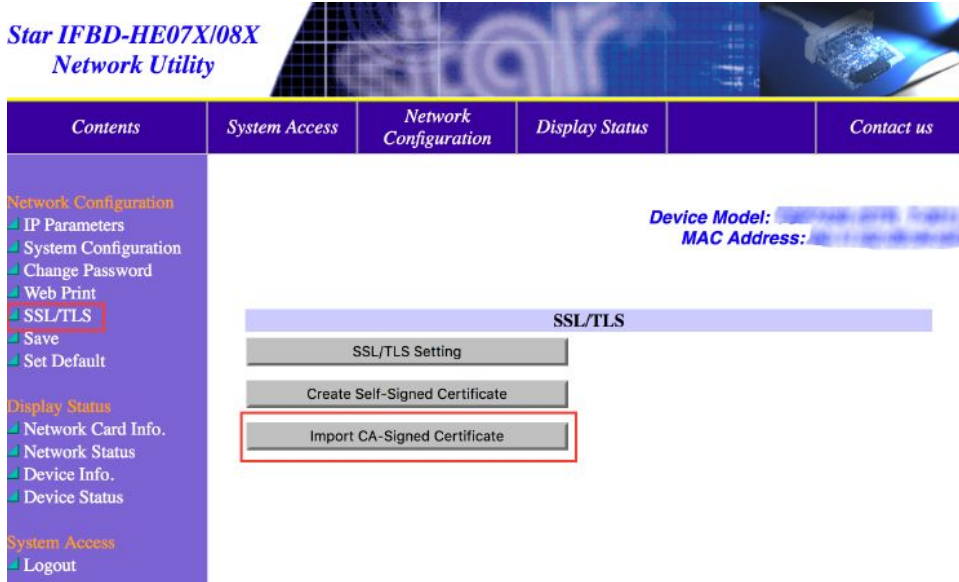 Star IFBD-HE07X/08X
Network Utility
star
Contents
System Access
Network
Configuration
Display Status
Contact us
Network Configuration
IP Parameters
System Configuration
Change Password
Web Print
SSL/TLS
Save
Set Default
Display Status
Network Card Info.
Network Status
Device Info.
Device Status
System Access
Logout
Device Model:
MAC Address:
SSL/TLS
SSL/TLS Setting
Create Self-Signed Certificate
Import CA-Signed Certificate